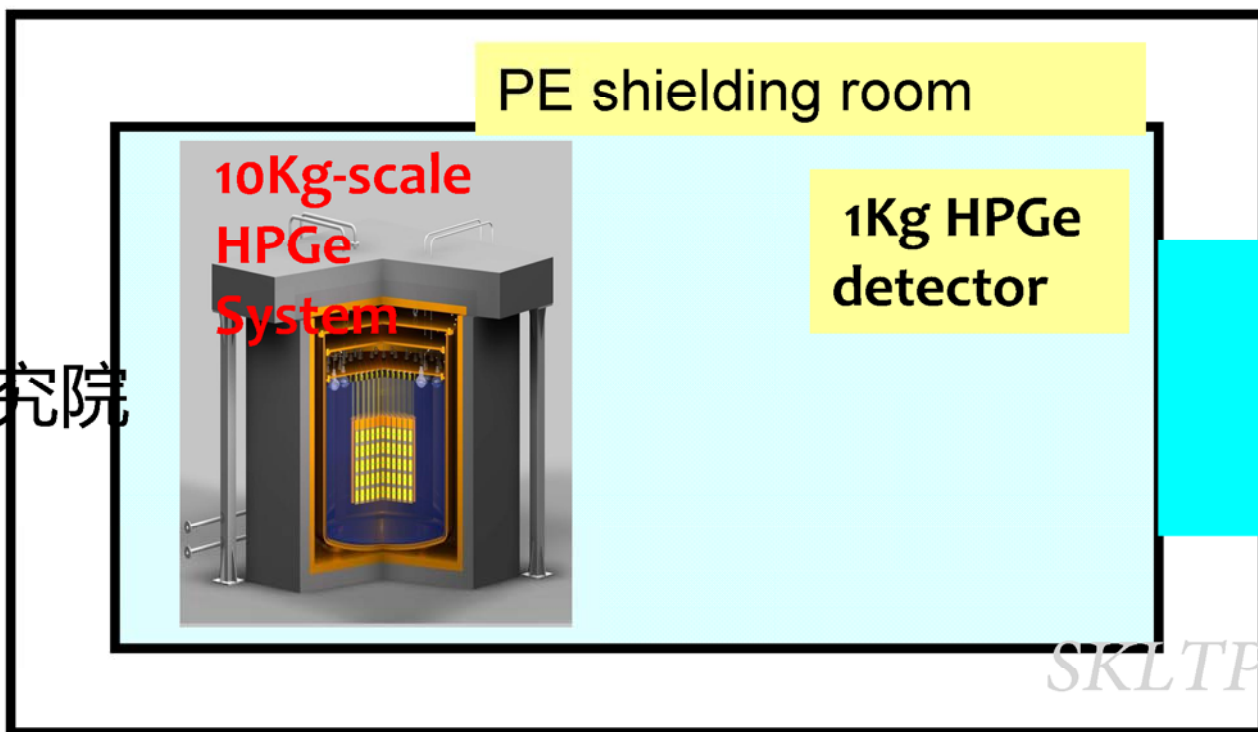 PE shielding room
10Kg-scale
HPGe
System
1Kg HPGe
detector
究院
SKLTP